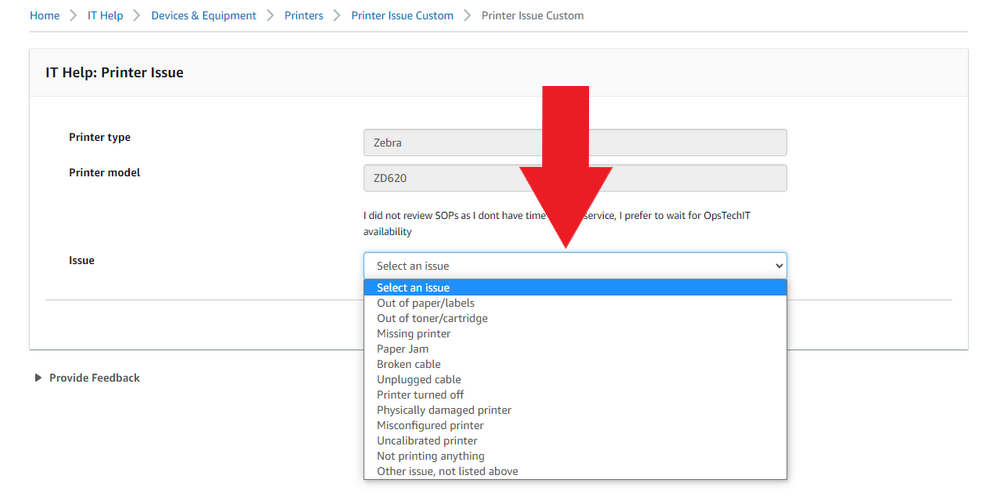 Home > IT Help > Devices & Equipment > Printers > Printer Issue Custom > Printer Issue Custom
IT Help: Printer Issue
Printer type
Zebra
Printer model
ZD620
I did not review SOPs as I dont have time service, I prefer to wait for OpsTechIT
availability
Issue
Select an issue
Select an issue
Out of paper/labels
Out of toner/cartridge
Missing printer
Paper Jam
Broken cable
Unplugged cable
Printer turned off
Physically damaged printer
Misconfigured printer
Uncalibrated printer
Not printing anything
Other issue, not listed above
Provide Feedback